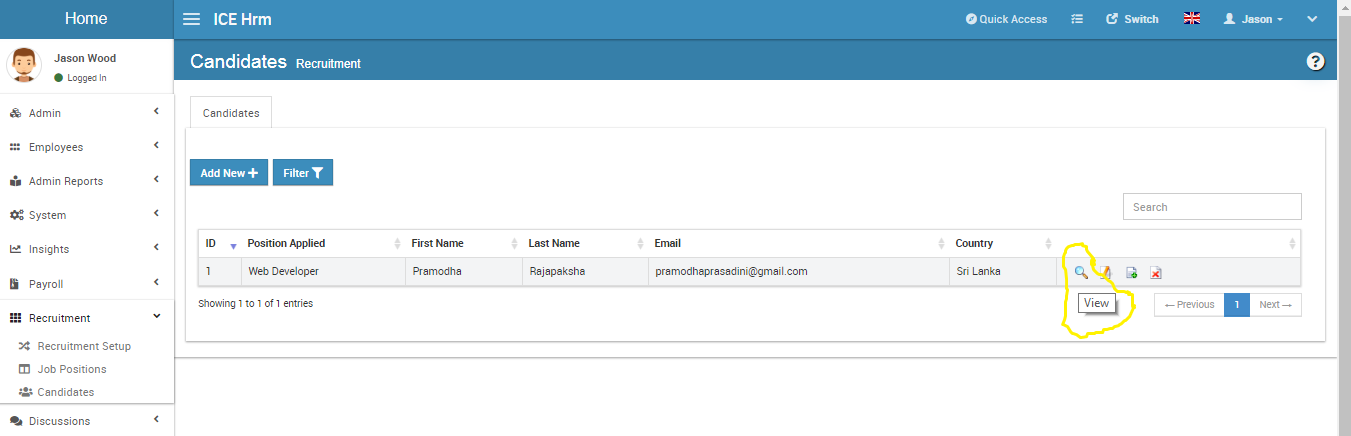 Home
ICE Hrm
Quick Access
Switch
Jason
Jason Wood
Logged In
Candidates Recruitment
?
Admin
Employees
Admin Reports
System
Insights
Payroll
Recruitment
Recruitment Setup
Job Positions
Candidates
Discussions
Candidates
Add New +
Filter
Search
ID Position Applied First Name Last Name Email Country
1 Web Developer Pramodha Rajapaksha pramodhaprasadini@gmail.com Sri Lanka
View
Showing 1 to 1 of 1 entries
← Previous 1 Next →